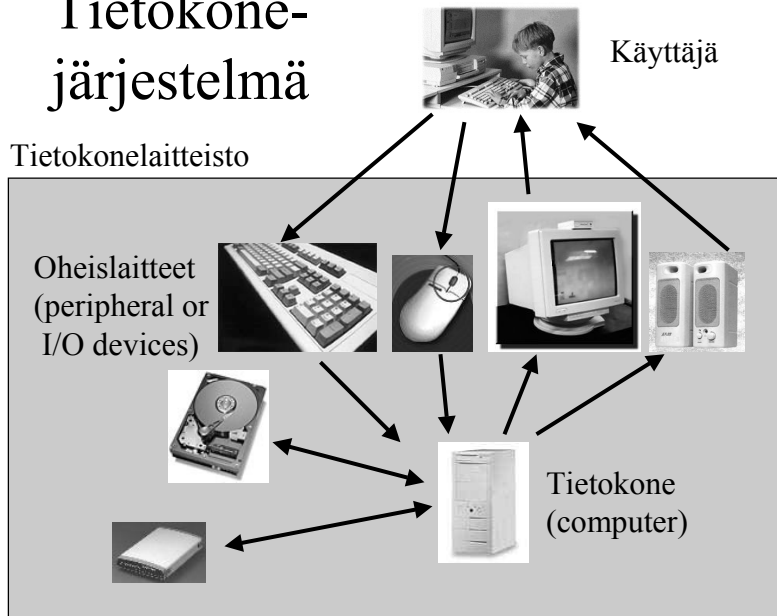 Tietokone-
järjestelmä
Käyttäjä
Tietokonelaitteisto
Oheislaitteet
(peripheral or
I/O devices)
Tietokone
(computer)